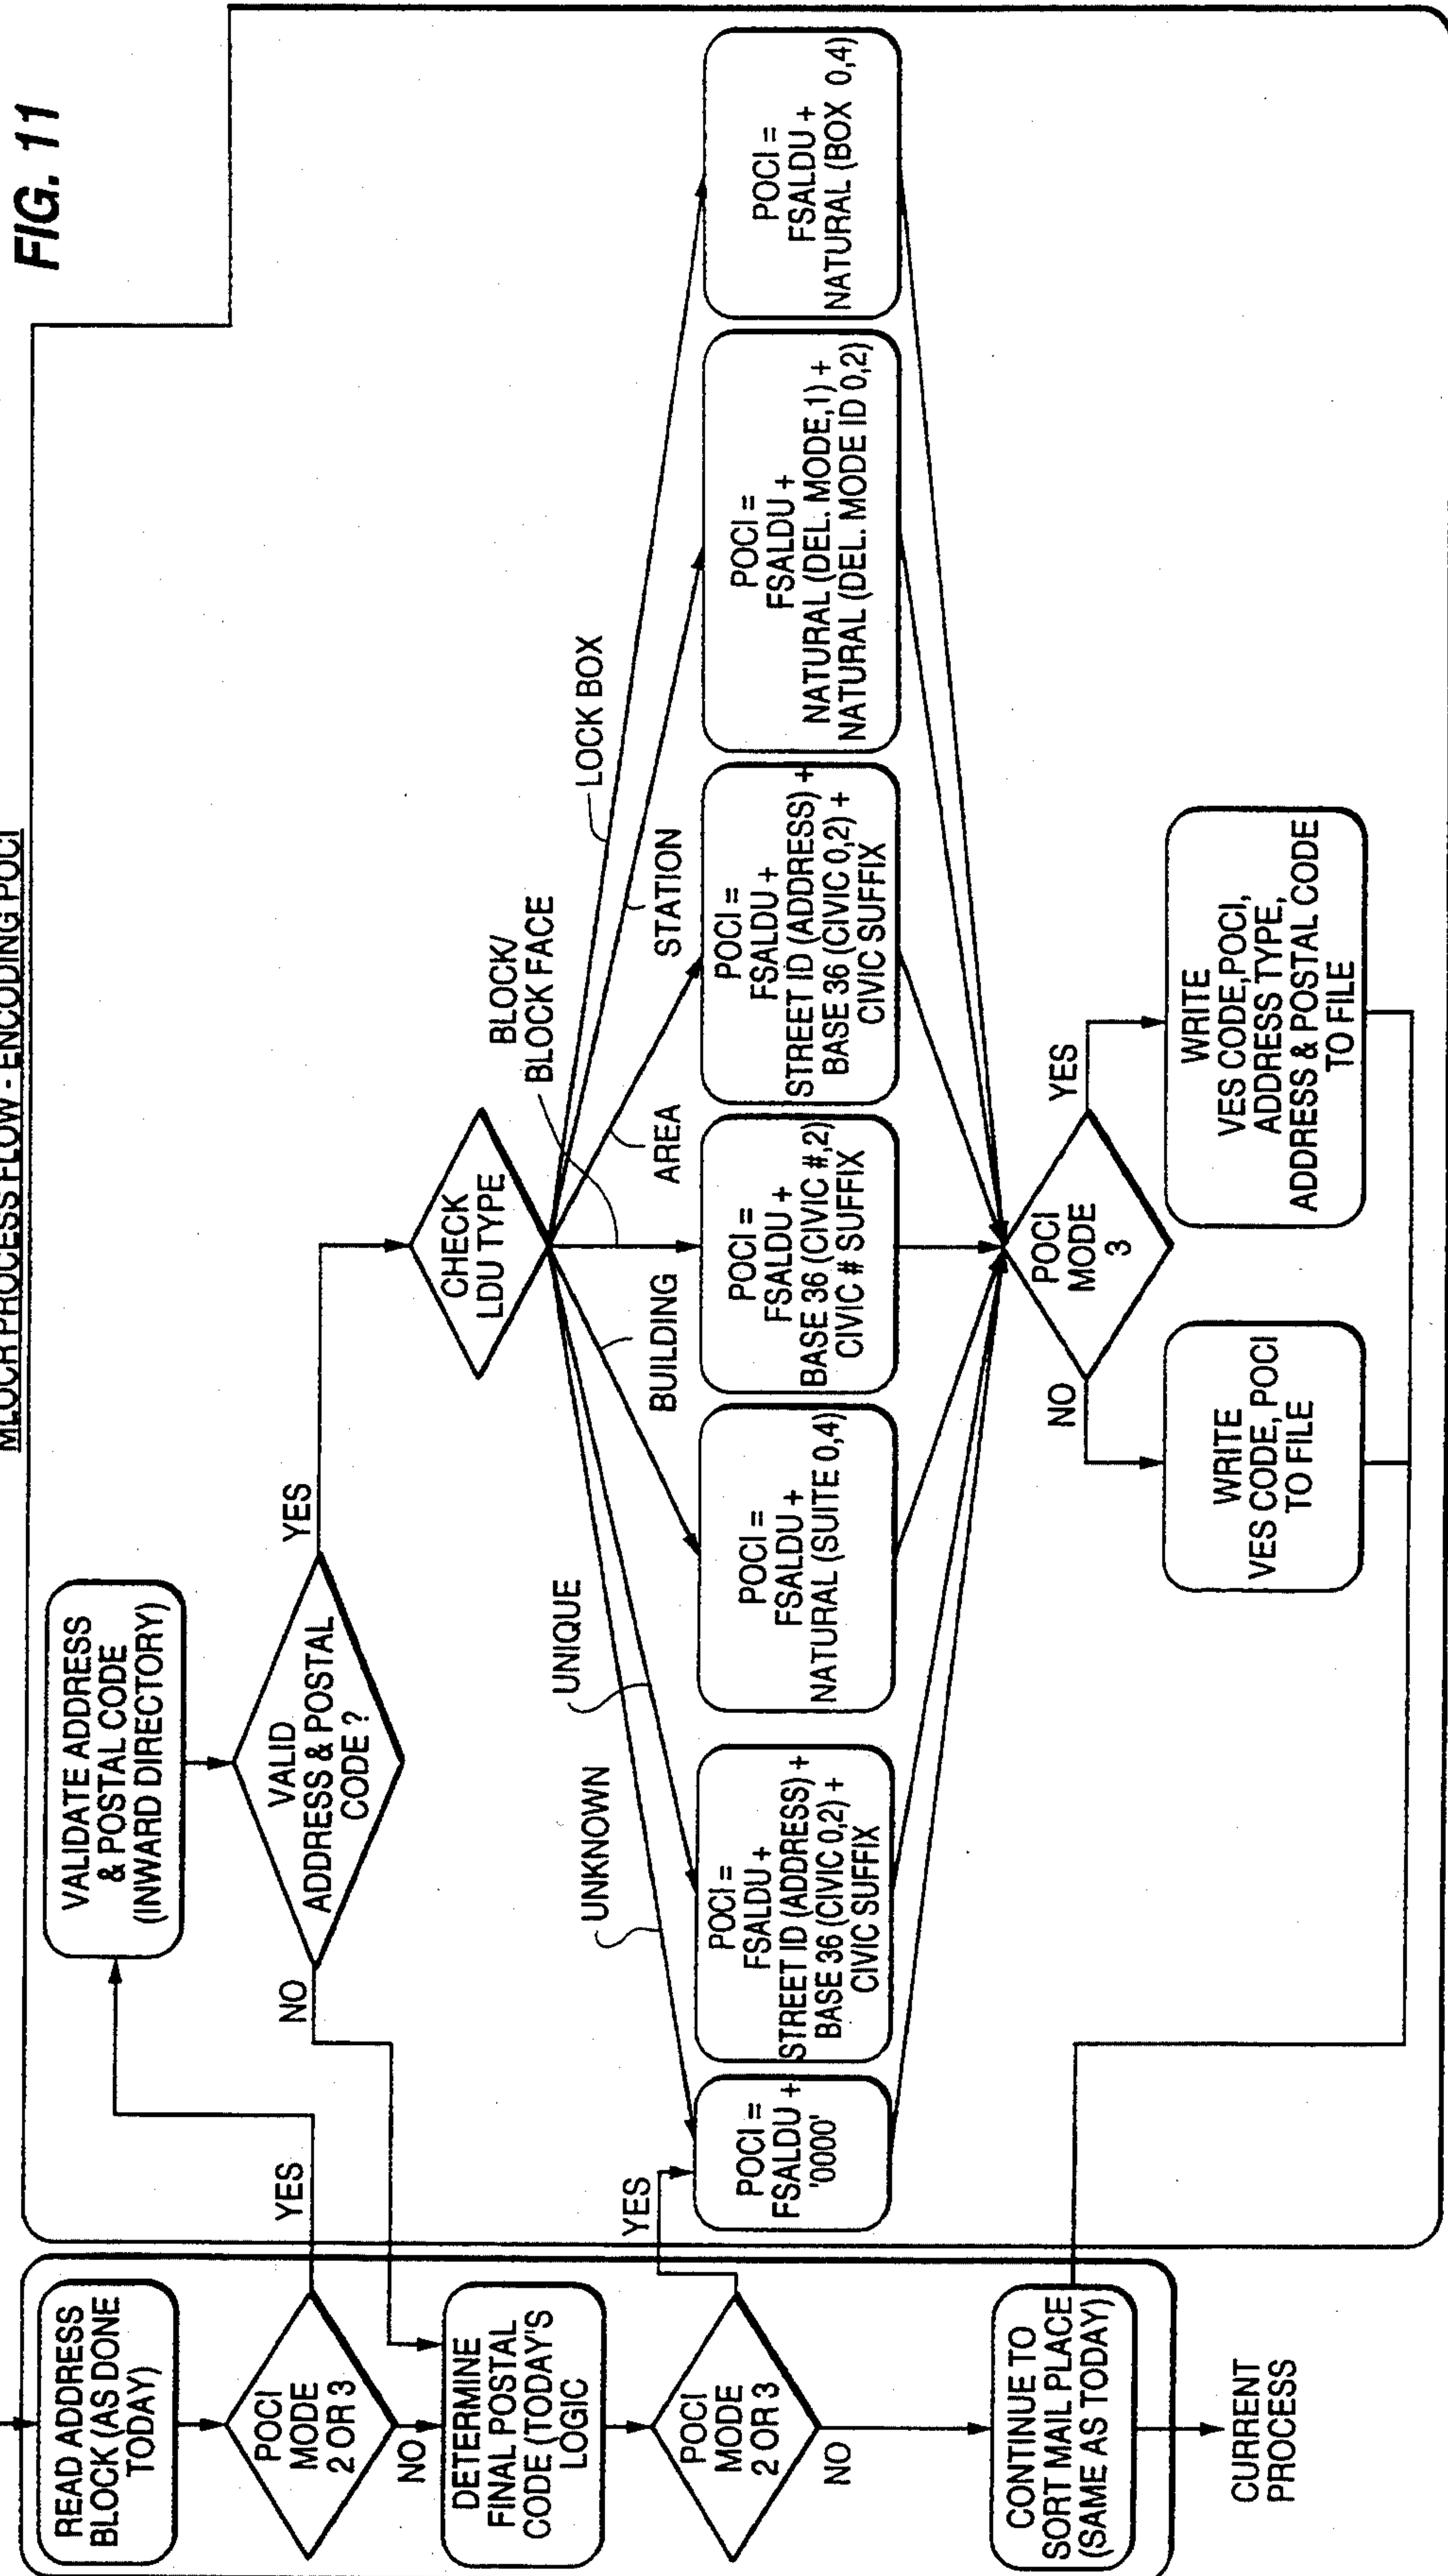 FIG. 11
MLOCR PROCESS FLOW - ENCODING POCI
READ ADDRESS
BLOCK (AS DONE
TODAY)
POCI
MODE
2 OR 3
YES
NO
DETERMINE
FINAL POSTAL
CODE (TODAY'S
LOGIC
POCI
MODE
2 OR 3
YES
NO
CONTINUE TO
SORT MAIL PLACE
(SAME AS TODAY)
CURRENT
PROCESS
VALIDATE ADDRESS
& POSTAL CODE
(INWARD DIRECTORY)
VALID
ADDRESS & POSTAL
CODE ?
NO
YES
CHECK
LDU TYPE
UNKNOWN
UNIQUE
BUILDING
BLOCK/
BLOCK FACE
AREA
STATION
LOCK BOX
POCI =
FSALDU +
'0000'
POCI =
FSALDU +
STREET ID (ADDRESS) +
BASE 36 (CIVIC 0,2) +
CIVIC SUFFIX
POCI =
FSALDU +
NATURAL (SUITE 0,4)
POCI =
FSALDU +
BASE 36 (CIVIC #,2)
CIVIC # SUFFIX
POCI =
FSALDU +
STREET ID (ADDRESS) +
BASE 36 (CIVIC 0,2) +
CIVIC SUFFIX
POCI =
FSALDU +
NATURAL (DEL. MODE,1) +
NATURAL (DEL. MODE ID 0,2)
POCI =
FSALDU +
NATURAL (BOX 0,4)
POCI
MODE
3
NO
YES
WRITE
VES CODE, POCI
TO FILE
WRITE
VES CODE,POCI,
ADDRESS TYPE,
ADDRESS & POSTAL CODE
TO FILE